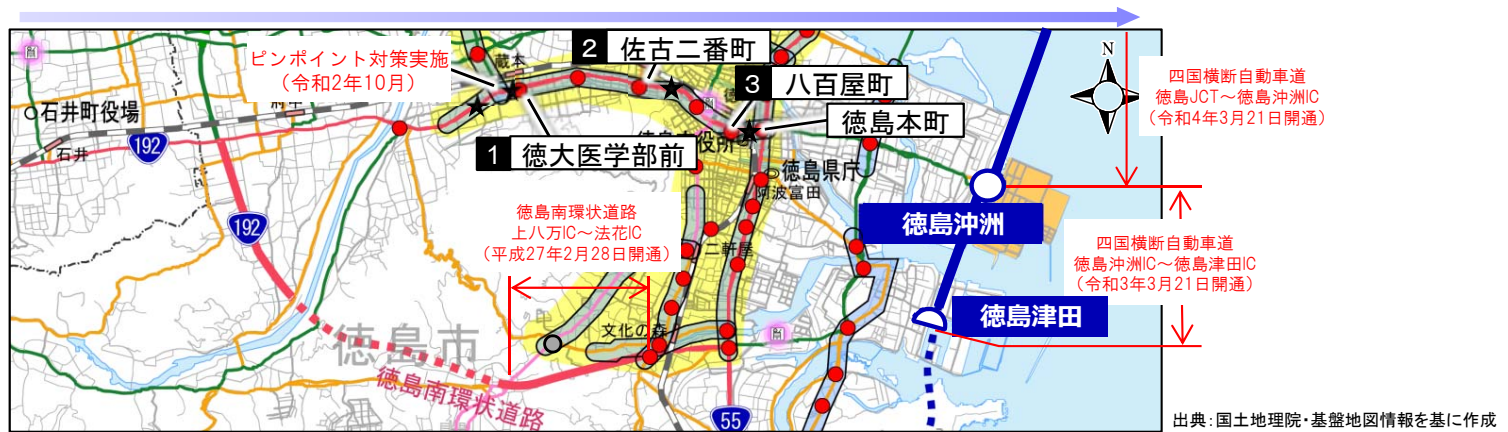 ピンポイント対策実施
（令和2年10月）
2 佐古二番町
3 八百屋町
徳島本町
1 徳大医学部前
蔵本
石井町役場
石井
府中
192
192
徳島県庁
阿波富田
二軒屋
文化の森
徳島南環状道路
上八万IC～法花IC
（平成27年2月28日開通）
徳島市
徳島南環状道路
55
N
四国横断自動車道
徳島JCT～徳島沖洲IC
（令和4年3月21日開通）
徳島沖洲
四国横断自動車道
徳島沖洲IC～徳島津田IC
（令和3年3月21日開通）
徳島津田
出典：国土地理院・基盤地図情報を基に作成